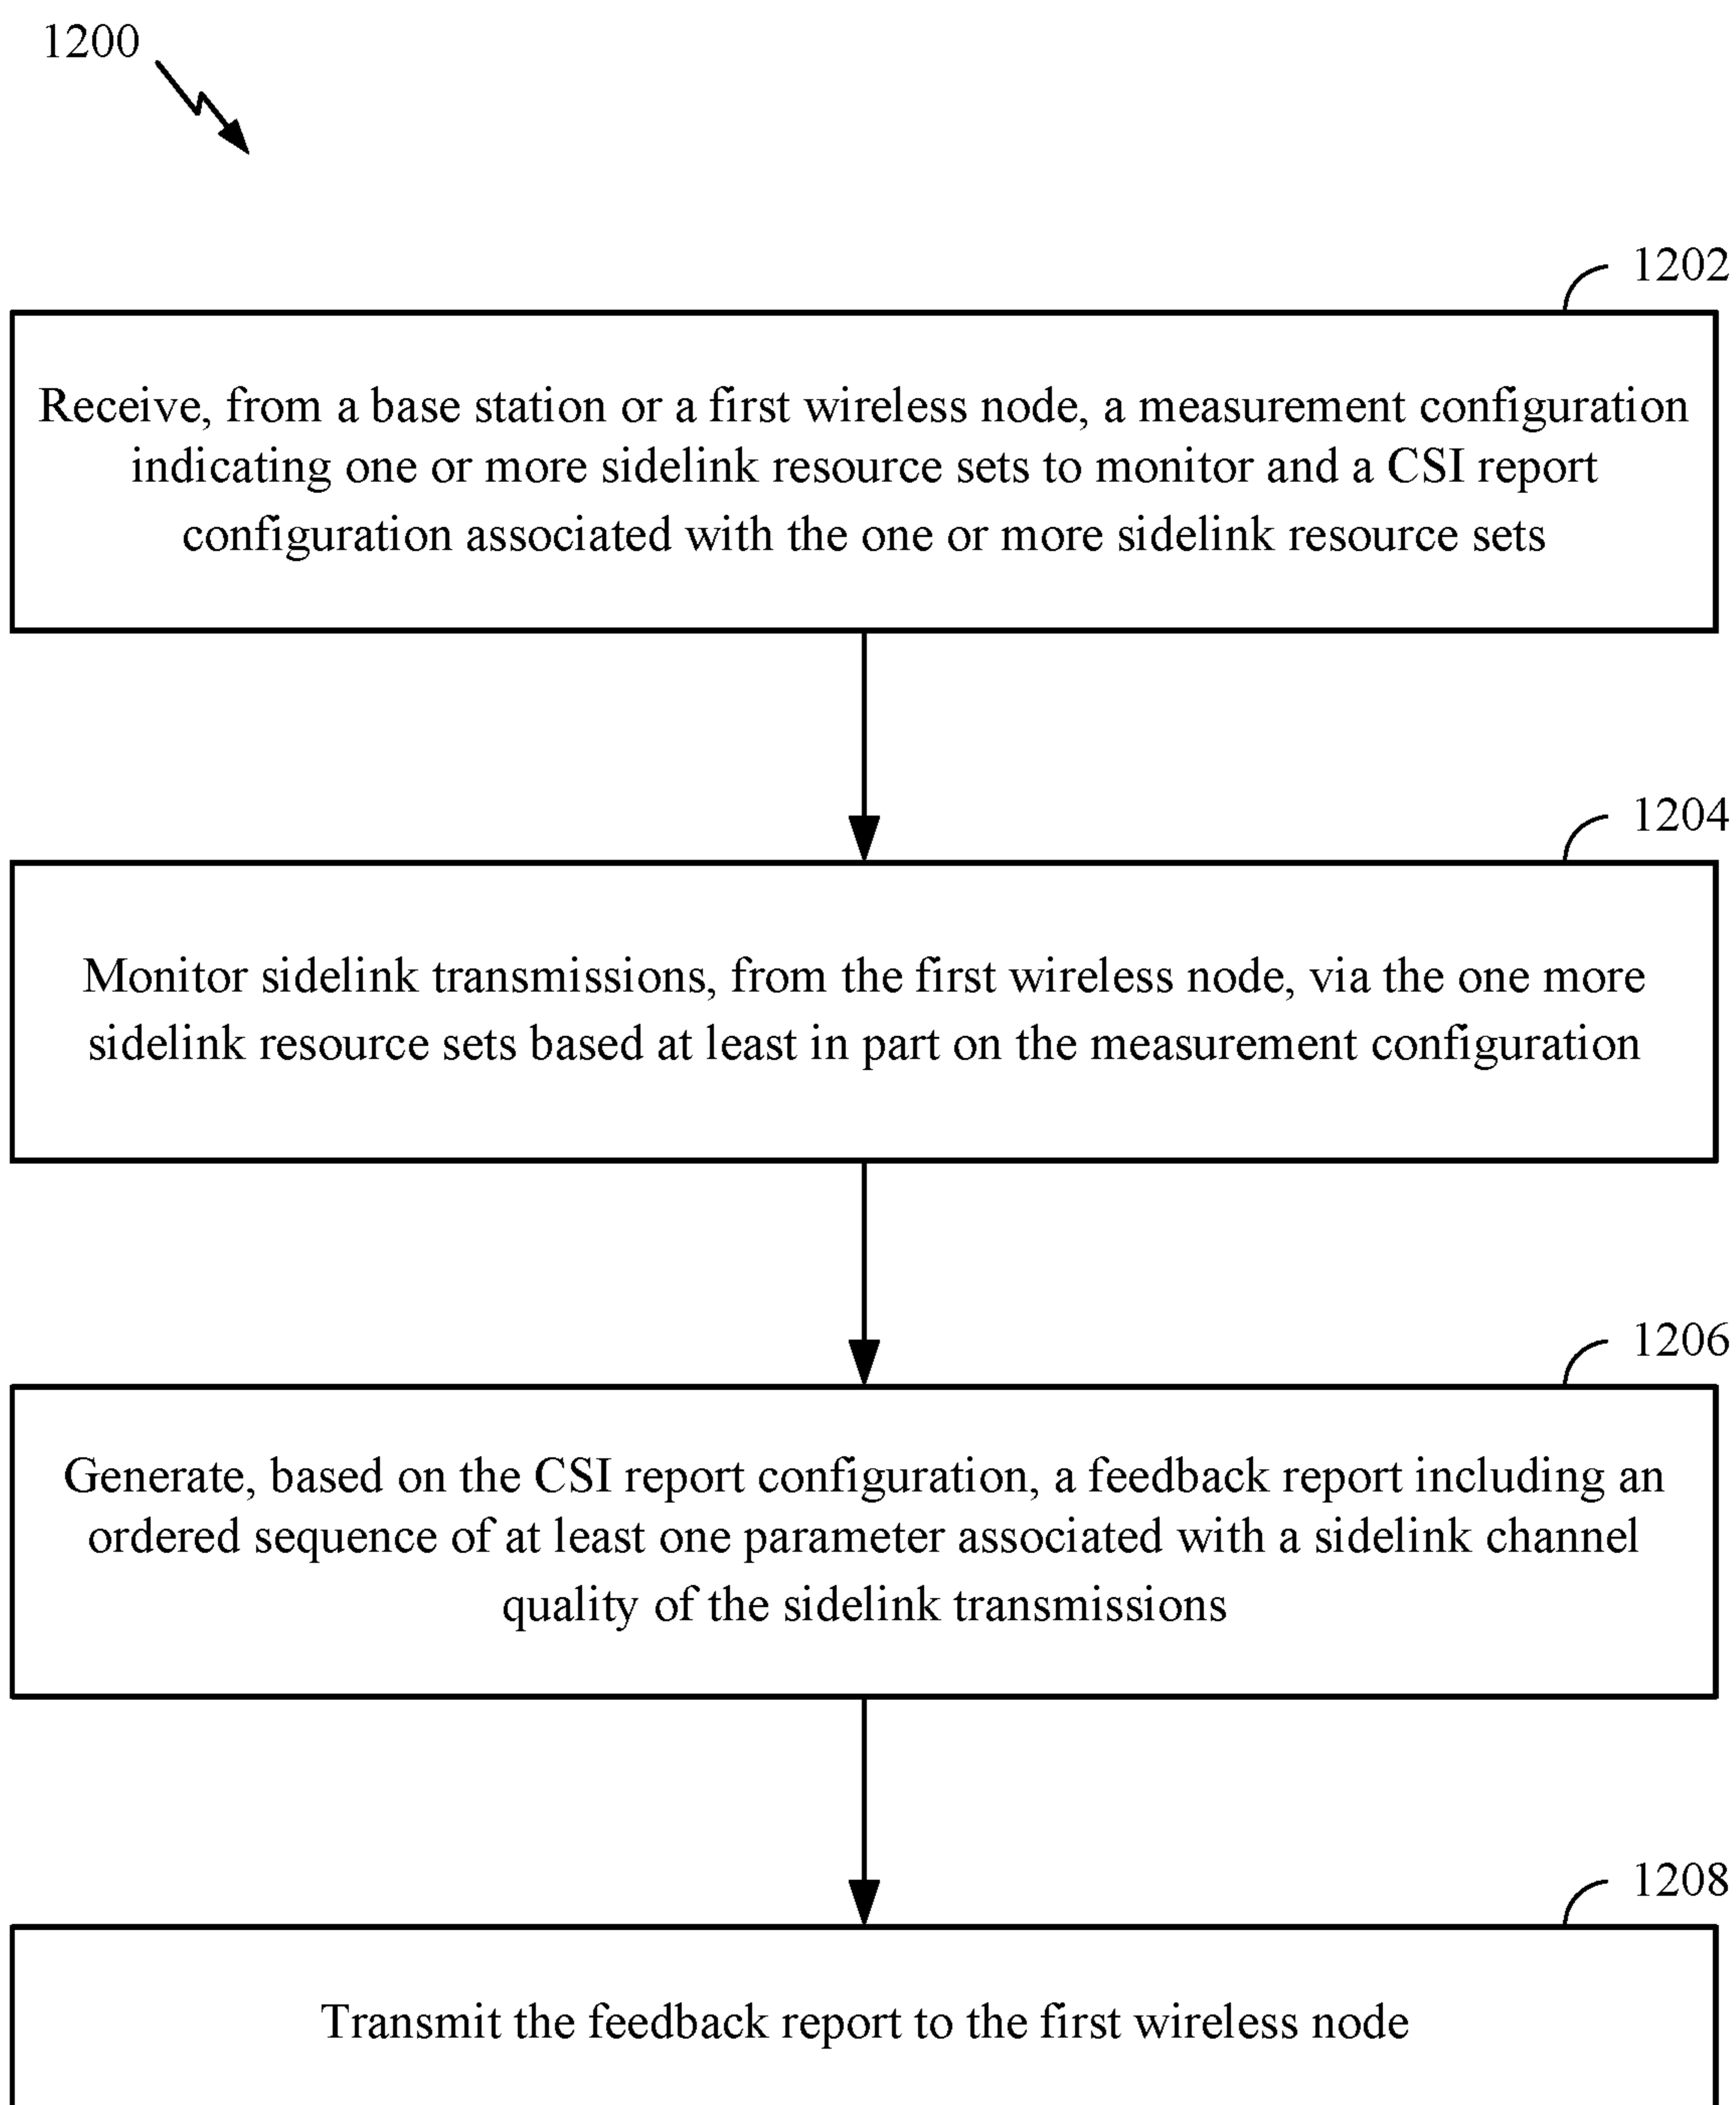 1200
1202
Receive, from a base station or a first wireless node, a measurement configuration
indicating one or more sidelink resource sets to monitor and a CSI report
configuration associated with the one or more sidelink resource sets
1204
Monitor sidelink transmissions, from the first wireless node, via the one more
sidelink resource sets based at least in part on the measurement configuration
1206
Generate, based on the CSI report configuration, a feedback report including an
ordered sequence of at least one parameter associated with a sidelink channel
quality of the sidelink transmissions
1208
Transmit the feedback report to the first wireless node